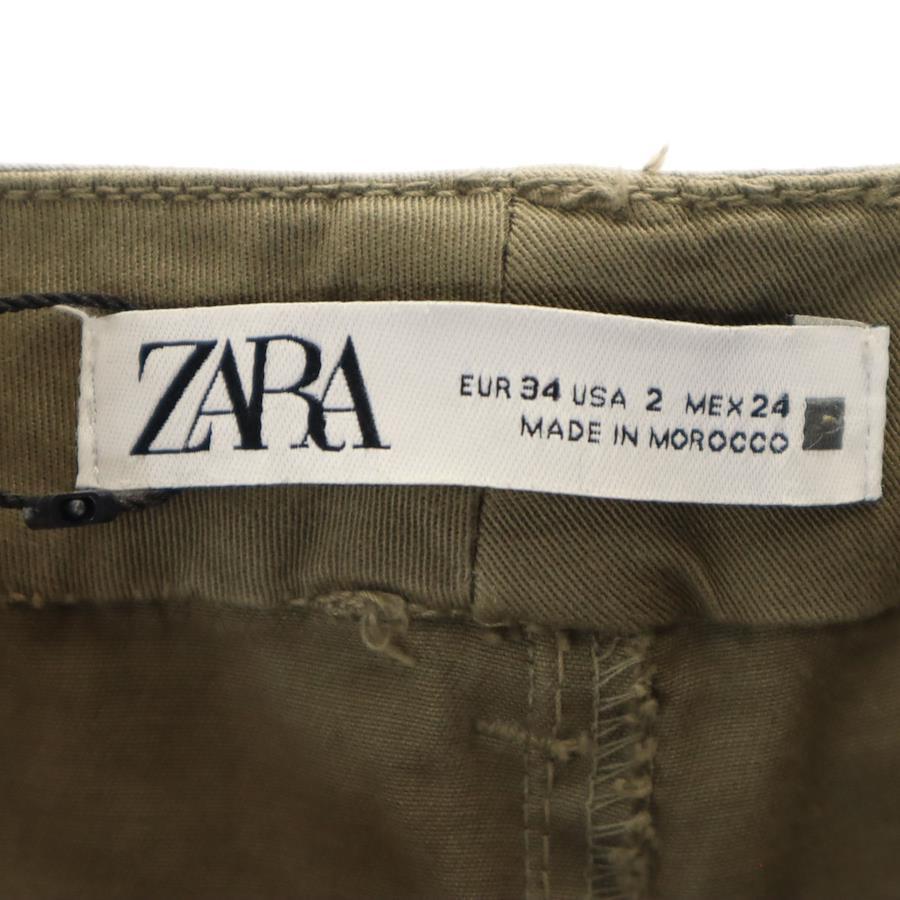 ZARA
EUR 34 USA 2 MEX 24
MADE IN MOROCCO